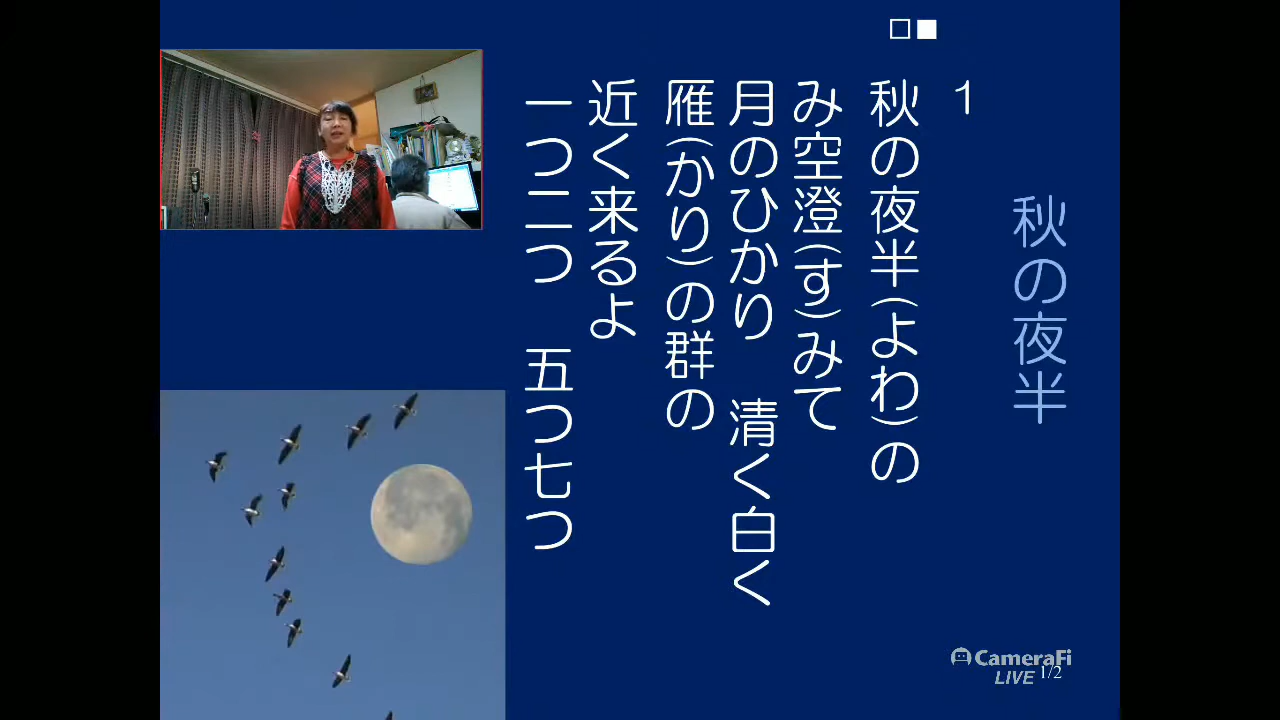 秋の夜半
1
秋の夜半(よわ)の
み空澄(す)みて
月のひかり　清く白く
雁(かり)の群の
近く来るよ
一つ二つ　五つ七つ
CameraFi
LIVE
1/2